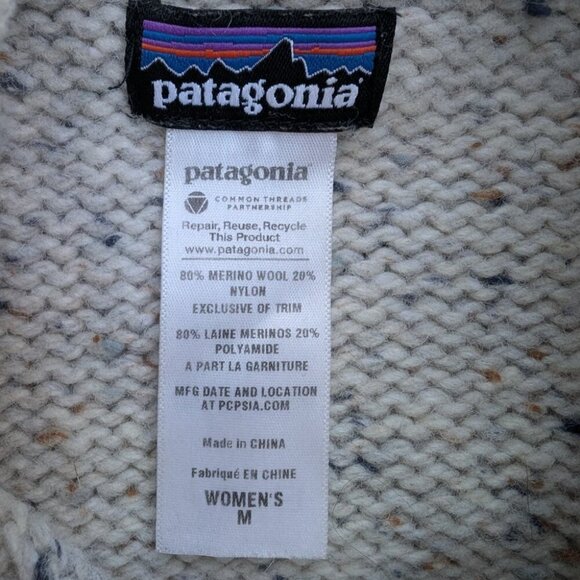 patagonia
patagonia
COMMON THREADS
PARTNERSHIP
Repair, Reuse, Recycle
This Product
www.patagonia.com
80% MERINO WOOL 20%
NYLON
EXCLUSIVE OF TRIM
80% LAINE MERINOS 20%
POLYAMIDE
A PART LA GARNITURE
MFG DATE AND LOCATION
AT PCPSIA.COM
Made in CHINA
Fabriqué EN CHINE
WOMEN'S
M